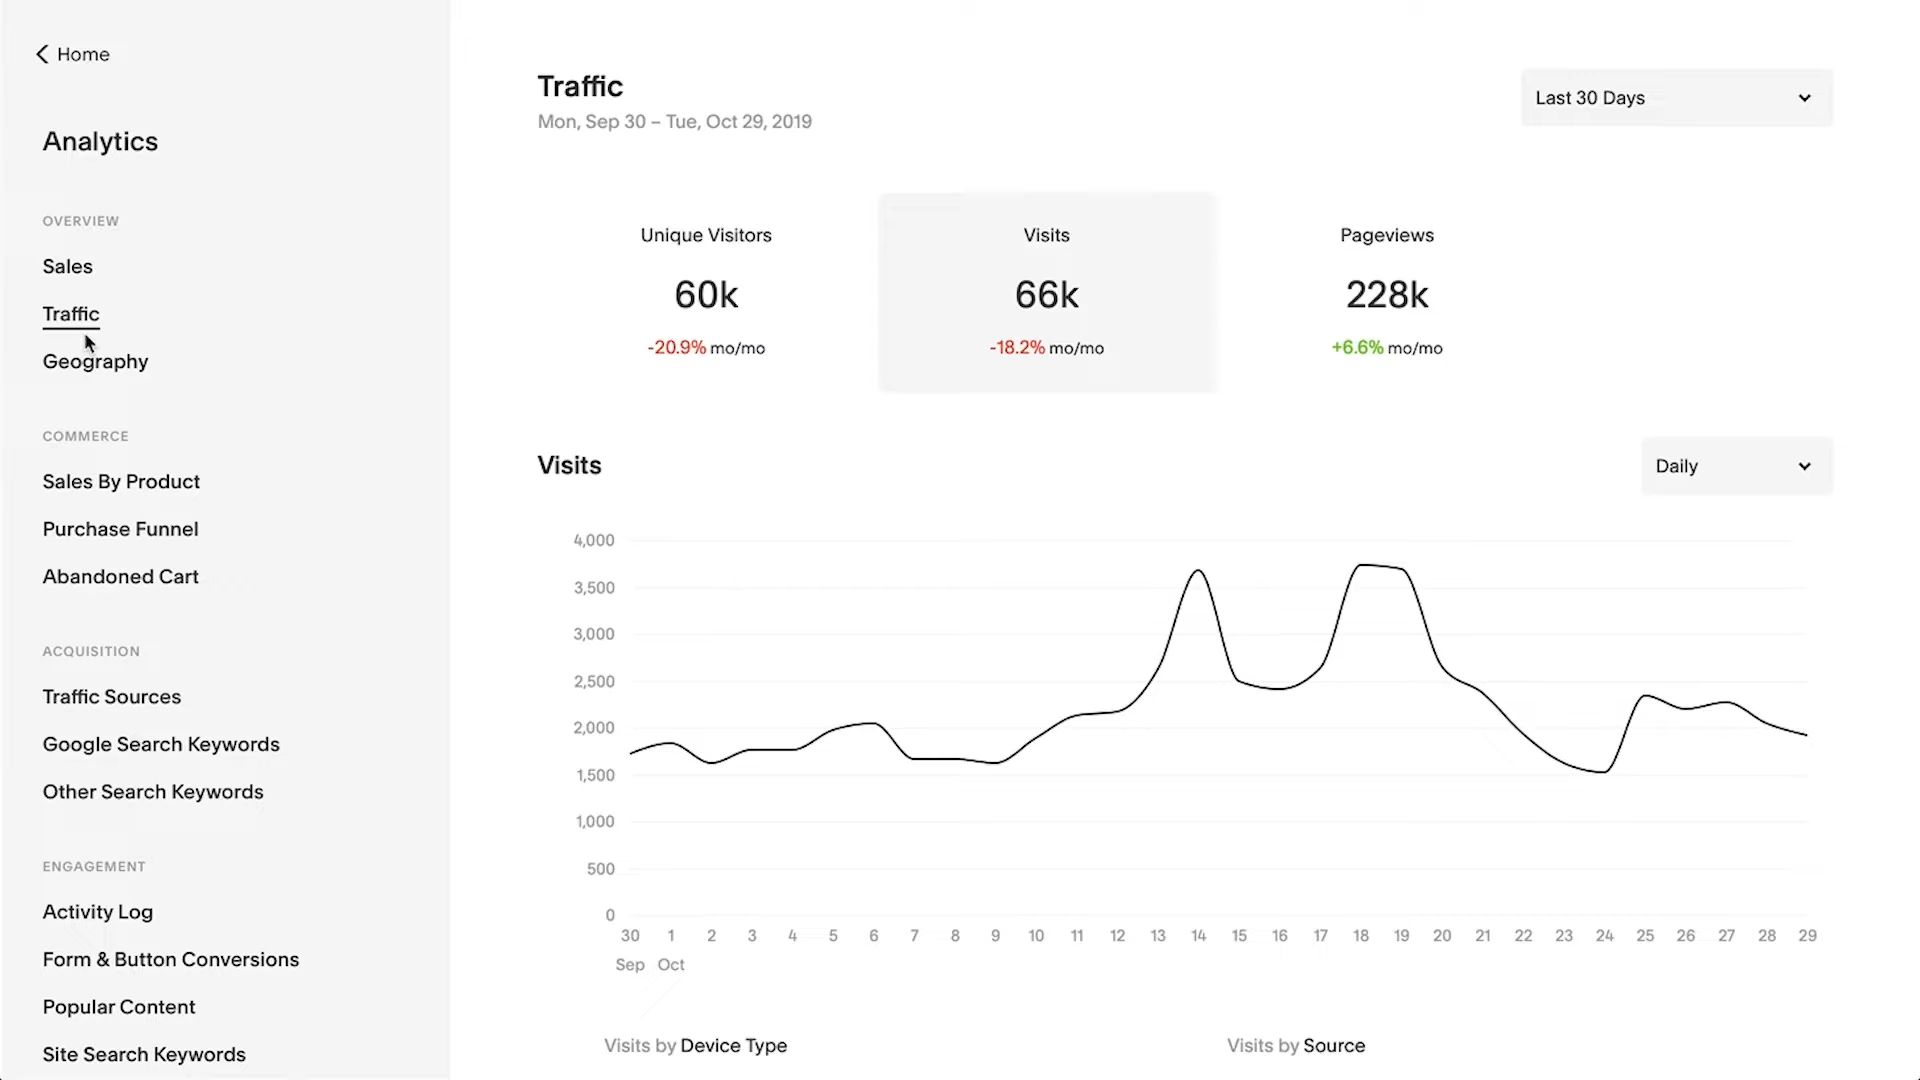 Home
Analytics
OVERVIEW
Sales
Traffic
Geography
COMMERCE
Sales By Product
Purchase Funnel
Abandoned Cart
ACQUISITION
Traffic Sources
Google Search Keywords
Other Search Keywords
ENGAGEMENT
Activity Log
Form & Button Conversions
Popular Content
Site Search Keywords
Traffic
Mon, Sep 30 – Tue, Oct 29, 2019
Last 30 Days
Unique Visitors
60k
-20.9% mo/mo
Visits
66k
-18.2% mo/mo
Pageviews
228k
+6.6% mo/mo
Visits
Daily
4,000
3,500
3,000
2,500
2,000
1,500
1,000
500
0
30 1 2 3 4 5 6 7 8 9 10 11 12 13 14 15 16 17 18 19 20 21 22 23 24 25 26 27 28 29
Sep Oct
Visits by Device Type
Visits by Source